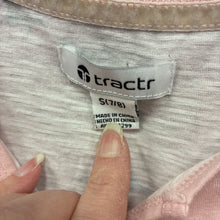 tractr
S(7/8)
MADE IN CHINA
HECHO EN CHINA